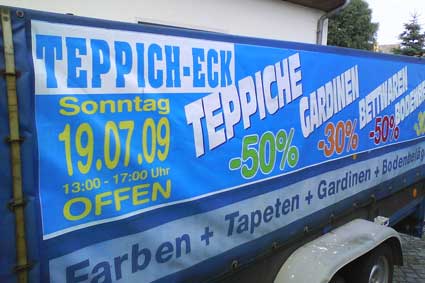 TEPPICH-ECK
Sonntag
19.07.09
13:00 - 17:00 Uhr
OFFEN
TEPPICHE
-50%
GARDINEN
-30%
BETTWAREN
-50%
Farben + Tapeten + Gardinen + Bodenbeläg